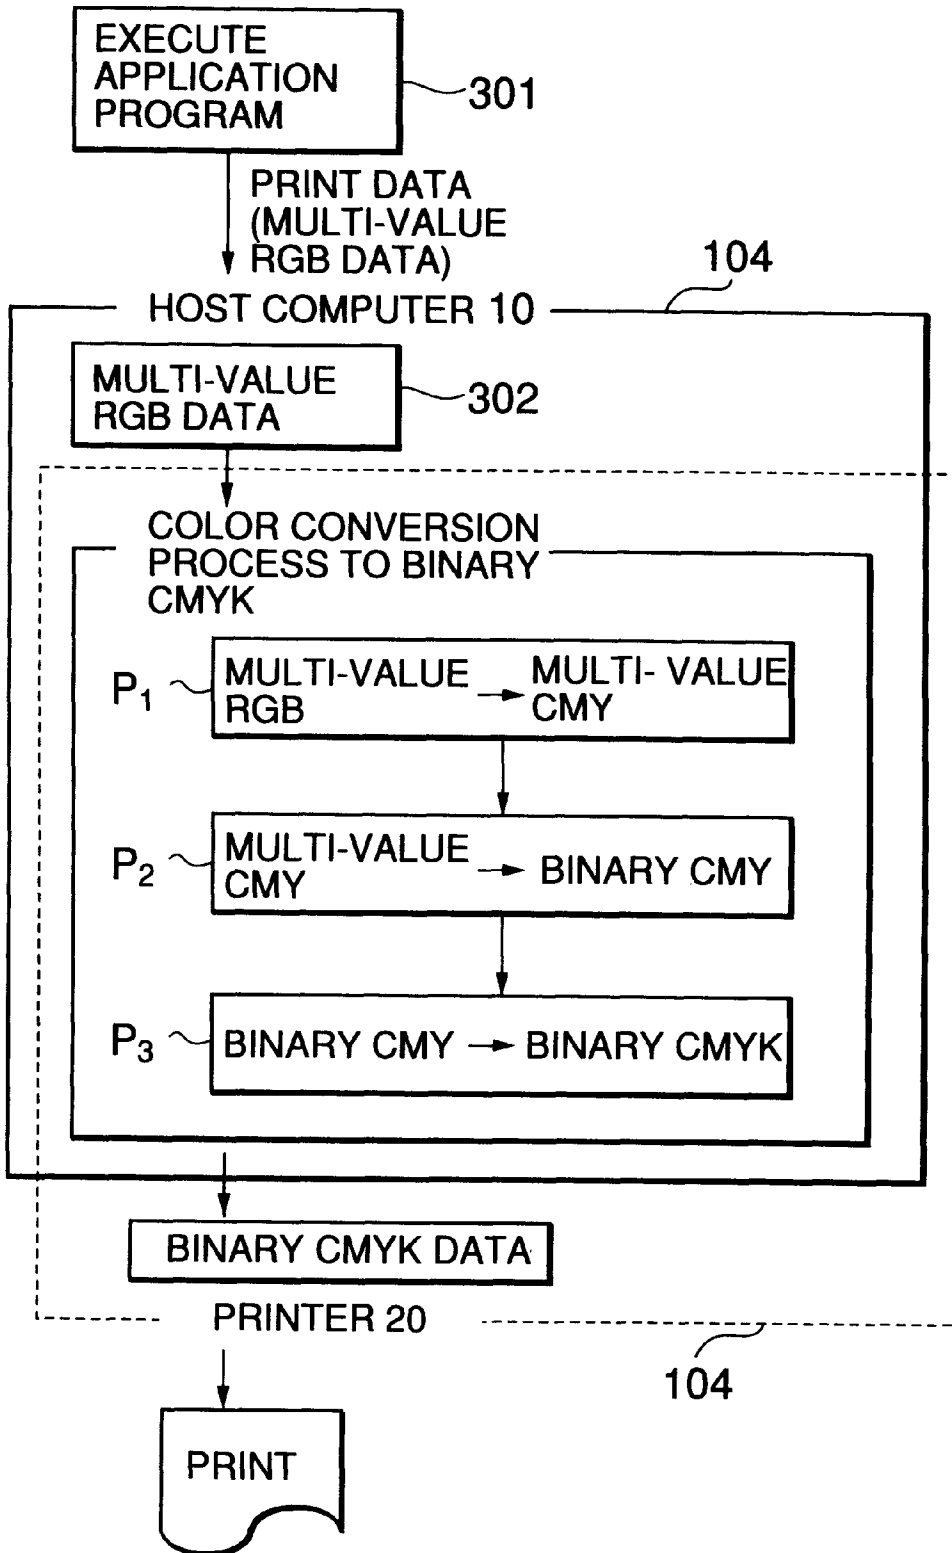 EXECUTE
APPLICATION
PROGRAM
301
PRINT DATA
(MULTI-VALUE
RGB DATA)
104
HOST COMPUTER 10
MULTI-VALUE
RGB DATA
302
COLOR CONVERSION
PROCESS TO BINARY
CMYK
P1
MULTI-VALUE
RGB
MULTI- VALUE
CMY
P2
MULTI-VALUE
CMY
BINARY CMY
P3
BINARY CMY
BINARY CMYK
BINARY CMYK DATA
PRINTER 20
104
PRINT